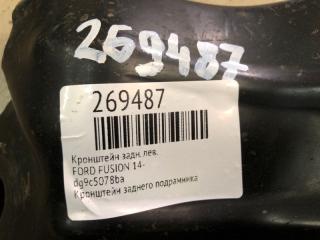 269487
269487
Кронштейн задн. лев.
FORD FUSION 14-
dg9c5078ba
Кронштейн заднего подрамника